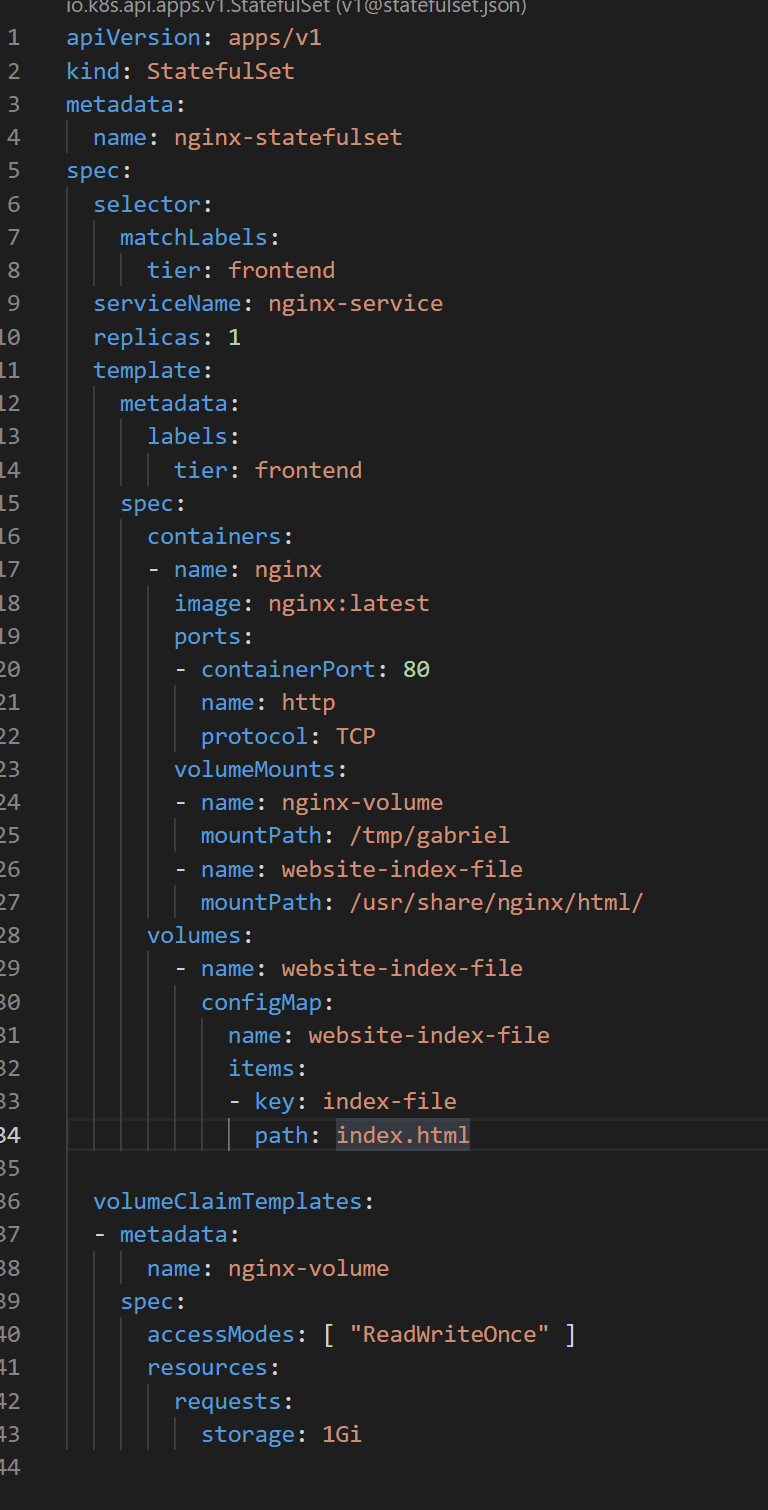 io.k8s.api.apps.v1.StatefulSet (v1@statefulset.json)
1 apiVersion: apps/v1
2 kind: StatefulSet
3 metadata:
4   name: nginx-statefulset
5 spec:
6   selector:
7     matchLabels:
8       tier: frontend
9   serviceName: nginx-service
10   replicas: 1
11   template:
12     metadata:
13       labels:
14         tier: frontend
15     spec:
16       containers:
17       - name: nginx
18         image: nginx:latest
19         ports:
20         - containerPort: 80
21           name: http
22           protocol: TCP
23         volumeMounts:
24         - name: nginx-volume
25           mountPath: /tmp/gabriel
26         - name: website-index-file
27           mountPath: /usr/share/nginx/html/
28       volumes:
29         - name: website-index-file
30           configMap:
31             name: website-index-file
32             items:
33             - key: index-file
34               path: index.html
35
36   volumeClaimTemplates:
37   - metadata:
38       name: nginx-volume
39     spec:
40       accessModes: [ "ReadWriteOnce" ]
41       resources:
42         requests:
43           storage: 1Gi
44